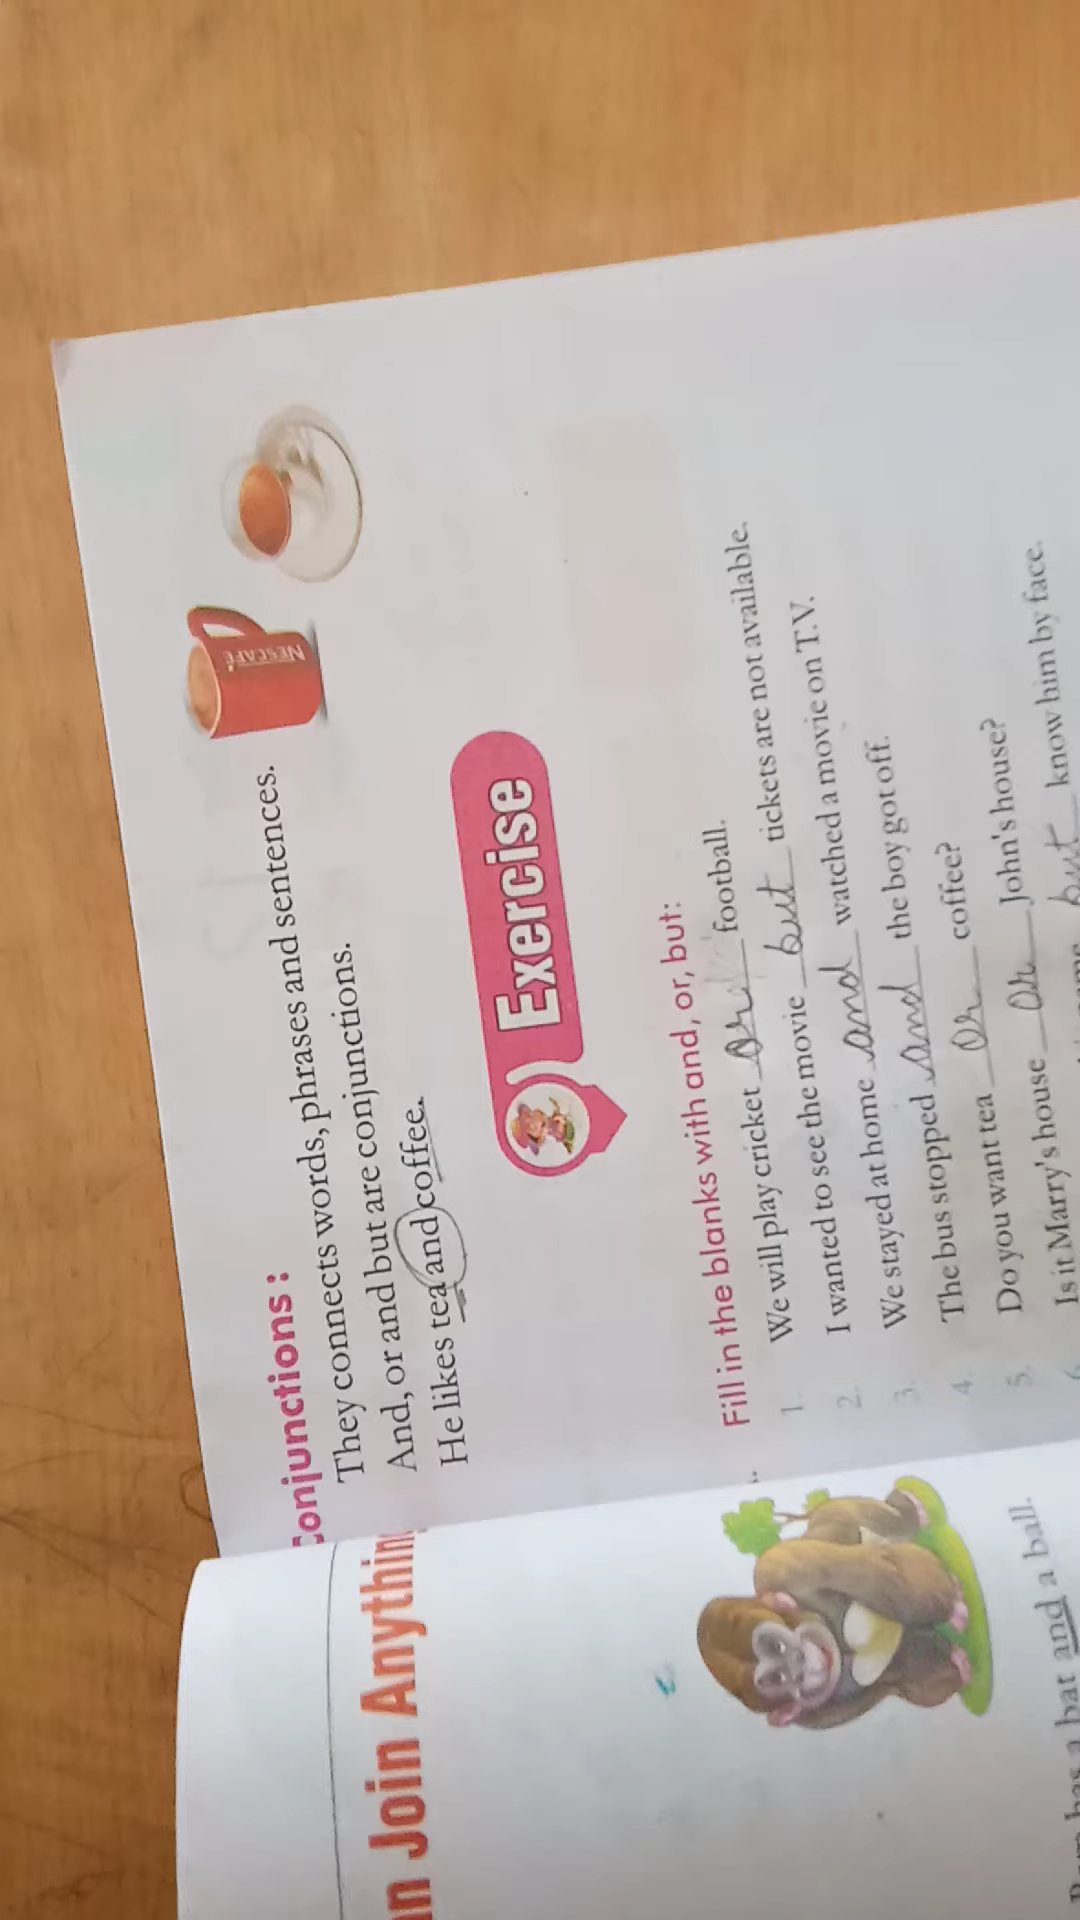 n Join Anythin
has a bat and a ball.
Conjunctions :
They connects words, phrases and sentences.
And, or and but are conjunctions.
He likes tea and coffee.
NESCAFÉ
Exercise
Fill in the blanks with and, or, but:
1. We will play cricket or football.
2. I wanted to see the movie but tickets are not available.
3. We stayed at home and watched a movie on T.V.
4. The bus stopped and the boy got off.
5. Do you want tea or coffee?
Is it Marry's house or John's house?
but know him by face.